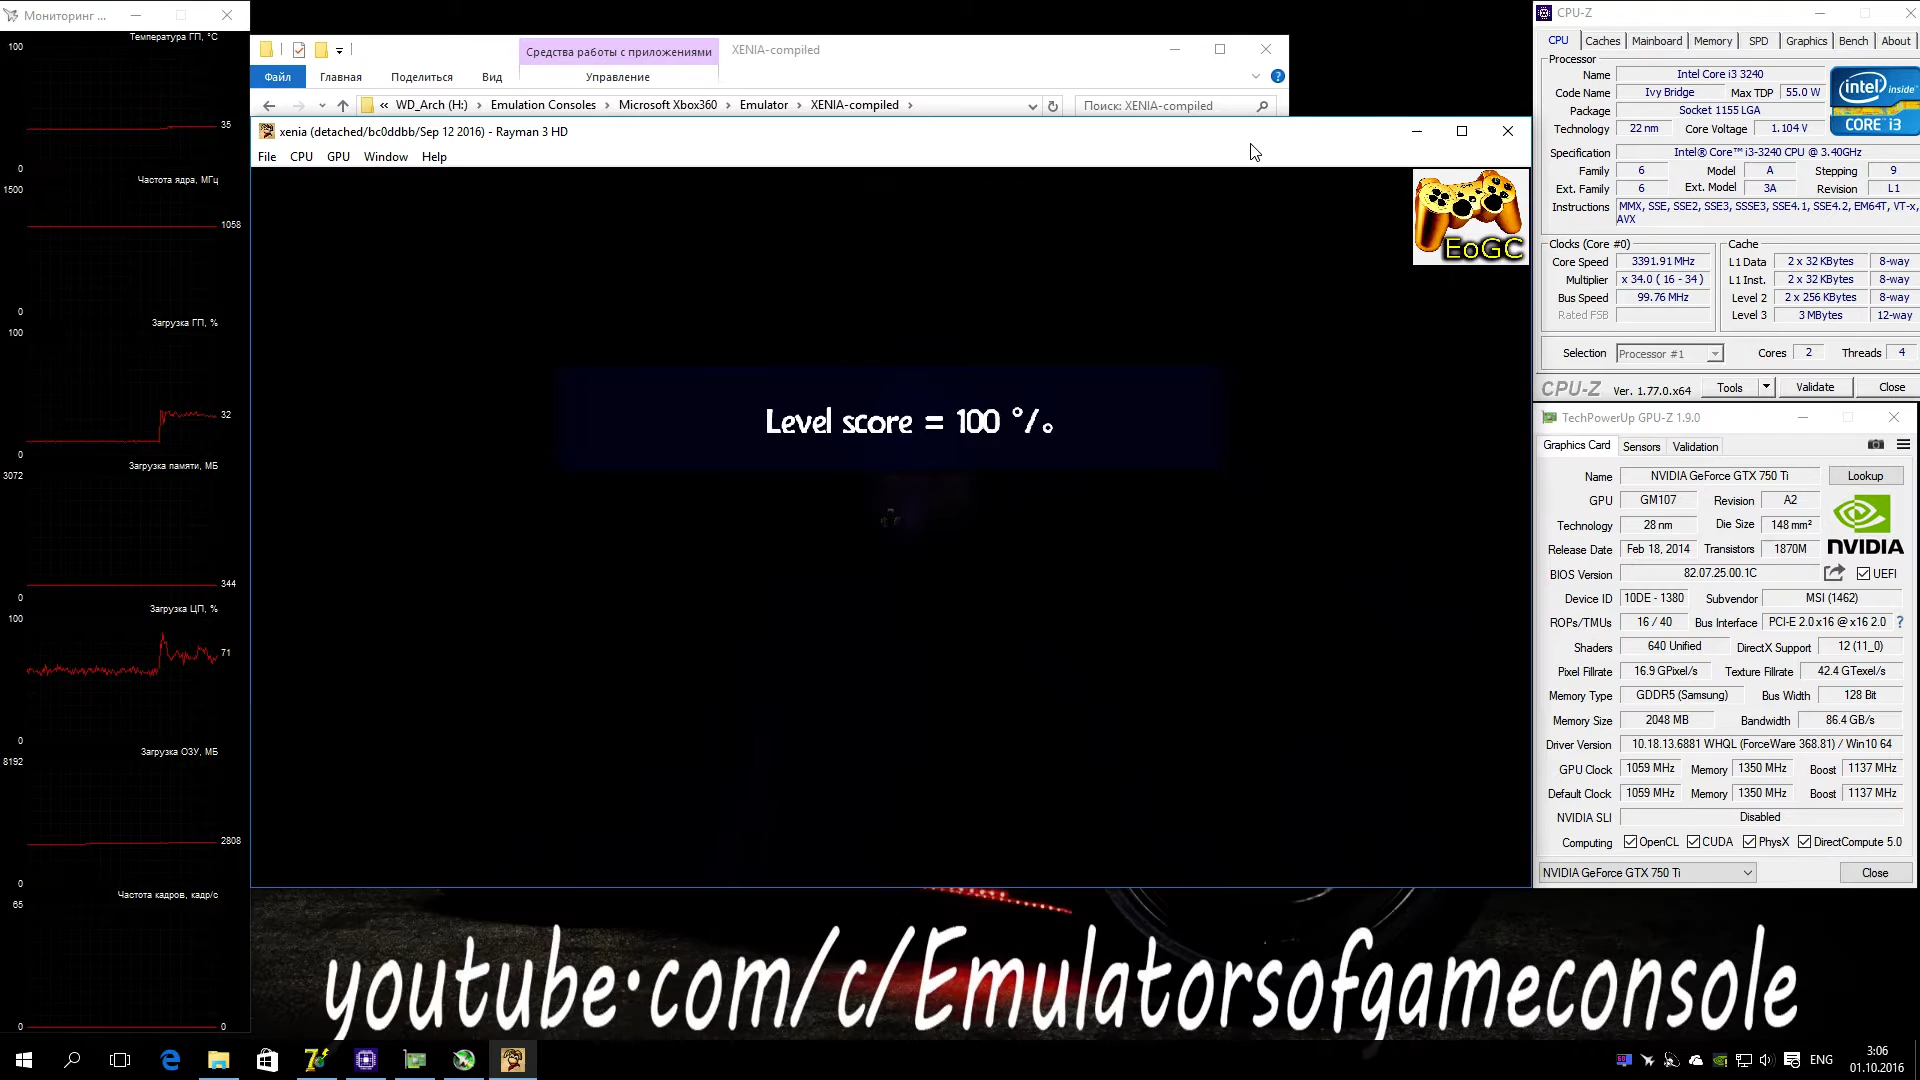 Мониторинг ...
Температура ГП, °C
100
35
0
Частота ядра, МГц
1500
1058
0
Загрузка ГП, %
100
32
0
Загрузка памяти, МБ
3072
344
0
Загрузка ЦП, %
100
71
0
Загрузка ОЗУ, МБ
8192
2808
0
Частота кадров, кадр/с
65
0
0
Средства работы с приложениями
XENIA-compiled
Файл
Главная
Поделиться
Вид
Управление
« WD_Arch (H:) > Emulation Consoles > Microsoft Xbox360 > Emulator > XENIA-compiled >
Поиск: XENIA-compiled
xenia (detached/bc0ddbb/Sep 12 2016) - Rayman 3 HD
File CPU GPU Window Help
EoGC
Level score = 100 %
CPU-Z
CPU Caches Mainboard Memory SPD Graphics Bench About
Processor
Name Intel Core i3 3240
Code Name Ivy Bridge Max TDP 55.0 W
Package Socket 1155 LGA
Technology 22 nm Core Voltage 1.104 V
intel inside™
CORE i3
Specification Intel® Core™ i3-3240 CPU @ 3.40GHz
Family 6 Model A Stepping 9
Ext. Family 6 Ext. Model 3A Revision L1
Instructions MMX, SSE, SSE2, SSE3, SSSE3, SSE4.1, SSE4.2, EM64T, VT-x,
AVX
Clocks (Core #0)
Core Speed 3391.91 MHz
Multiplier x 34.0 ( 16 - 34 )
Bus Speed 99.76 MHz
Rated FSB
Cache
L1 Data 2 x 32 KBytes 8-way
L1 Inst. 2 x 32 KBytes 8-way
Level 2 2 x 256 KBytes 8-way
Level 3 3 MBytes 12-way
Selection Processor #1 Cores 2 Threads 4
CPU-Z Ver. 1.77.0.x64 Tools Validate Close
TechPowerUp GPU-Z 1.9.0
Graphics Card Sensors Validation
Name NVIDIA GeForce GTX 750 Ti Lookup
GPU GM107 Revision A2
Technology 28 nm Die Size 148 mm²
Release Date Feb 18, 2014 Transistors 1870M
NVIDIA
BIOS Version 82.07.25.00.1C UEFI
Device ID 10DE - 1380 Subvendor MSI (1462)
ROPs/TMUs 16 / 40 Bus Interface PCI-E 2.0 x16 @ x16 2.0 ?
Shaders 640 Unified DirectX Support 12 (11_0)
Pixel Fillrate 16.9 GPixel/s Texture Fillrate 42.4 GTexel/s
Memory Type GDDR5 (Samsung) Bus Width 128 Bit
Memory Size 2048 MB Bandwidth 86.4 GB/s
Driver Version 10.18.13.6881 WHQL (ForceWare 368.81) / Win10 64
GPU Clock 1059 MHz Memory 1350 MHz Boost 1137 MHz
Default Clock 1059 MHz Memory 1350 MHz Boost 1137 MHz
NVIDIA SLI Disabled
Computing OpenCL CUDA PhysX DirectCompute 5.0
NVIDIA GeForce GTX 750 Ti Close
youtube.com/c/Emulatorsofgameconsole
ENG
3:06
01.10.2016